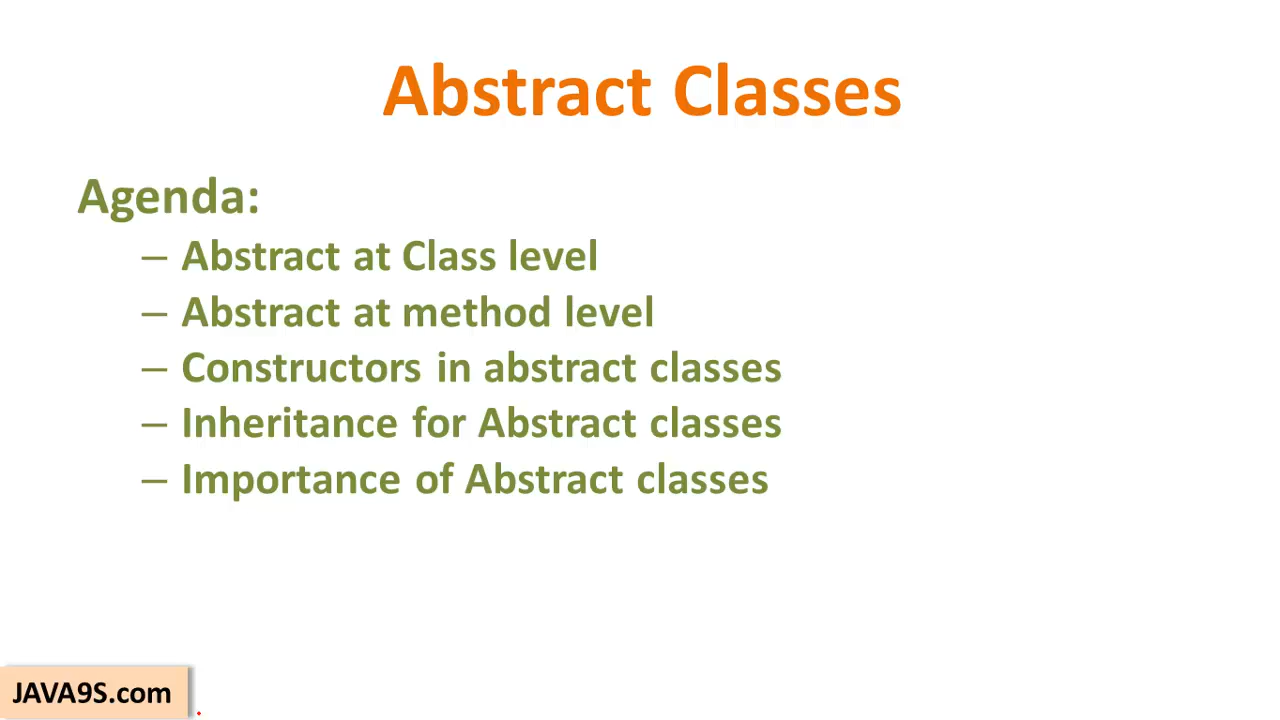 Abstract Classes
Agenda:
– Abstract at Class level
– Abstract at method level
– Constructors in abstract classes
– Inheritance for Abstract classes
– Importance of Abstract classes
JAVA9S.com